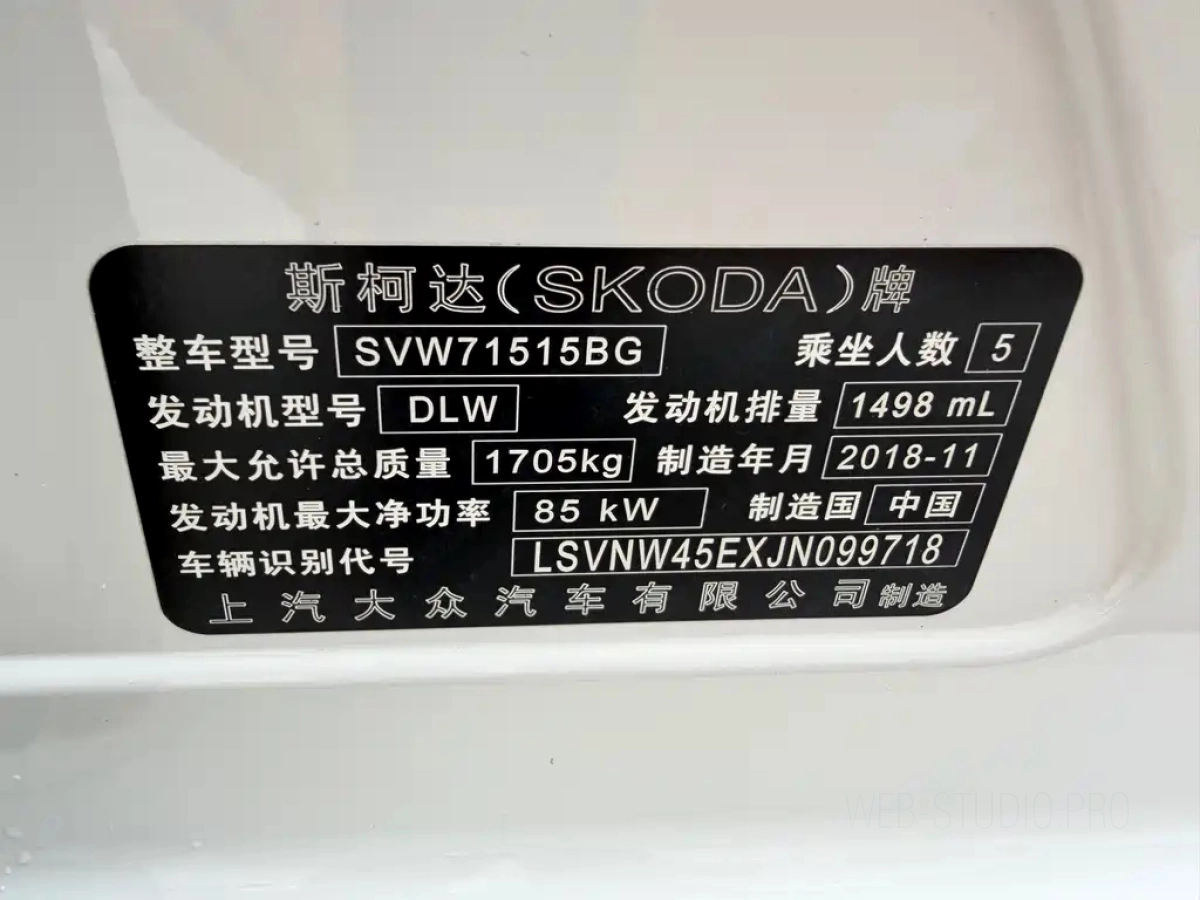 斯柯达(SKODA)牌
整车型号 SVW71515BG 乘坐人数 5
发动机型号 DLW 发动机排量 1498 mL
最大允许总质量 1705kg 制造年月 2018-11
发动机最大净功率 85 kW 制造国 中国
车辆识别代号 LSVNW45EXJN099718
上汽大众汽车有限公司制造
WEB-STUDIO PRO